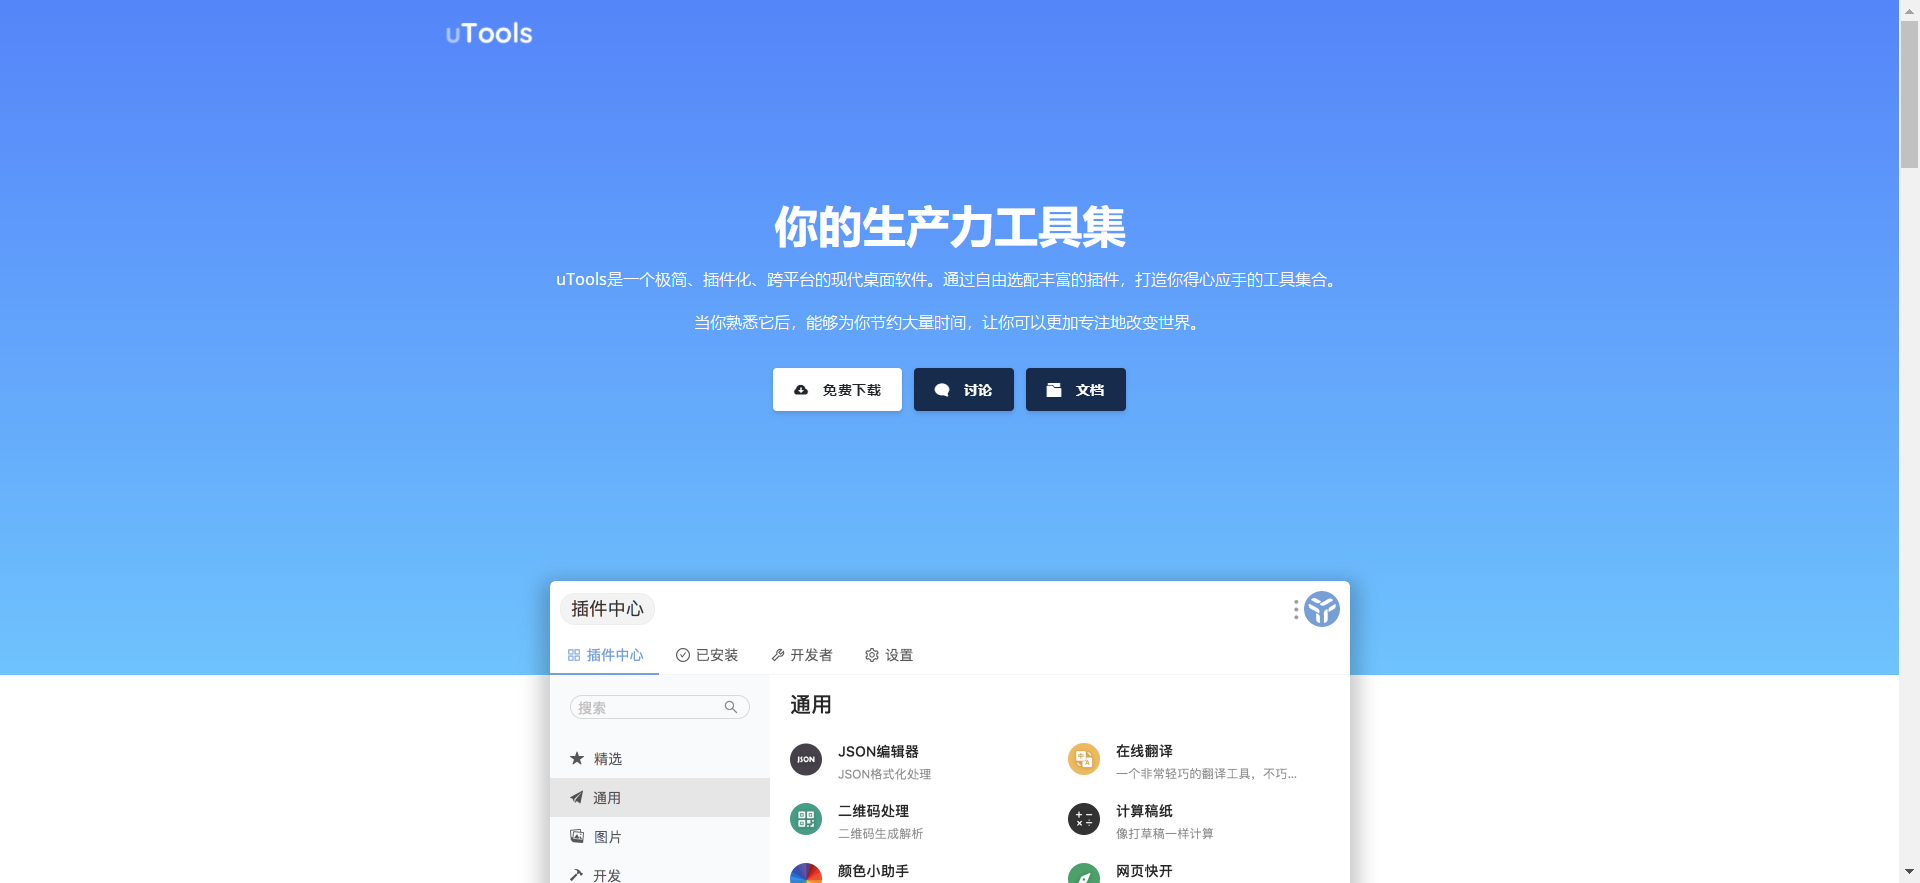 uTools
你的生产力工具集
uTools是一个极简、插件化、跨平台的现代桌面软件。通过自由选配丰富的插件，打造你得心应手的工具集合。
当你熟悉它后，能够为你节约大量时间，让你可以更加专注地改变世界。
免费下载 讨论 文档
插件中心
插件中心 已安装 开发者 设置
搜索
精选
通用
图片
开发
通用
JSON
JSON编辑器
JSON格式化处理
在线翻译
一个非常轻巧的翻译工具，不巧...
二维码处理
二维码生成解析
计算稿纸
像打草稿一样计算
颜色小助手
网页快开